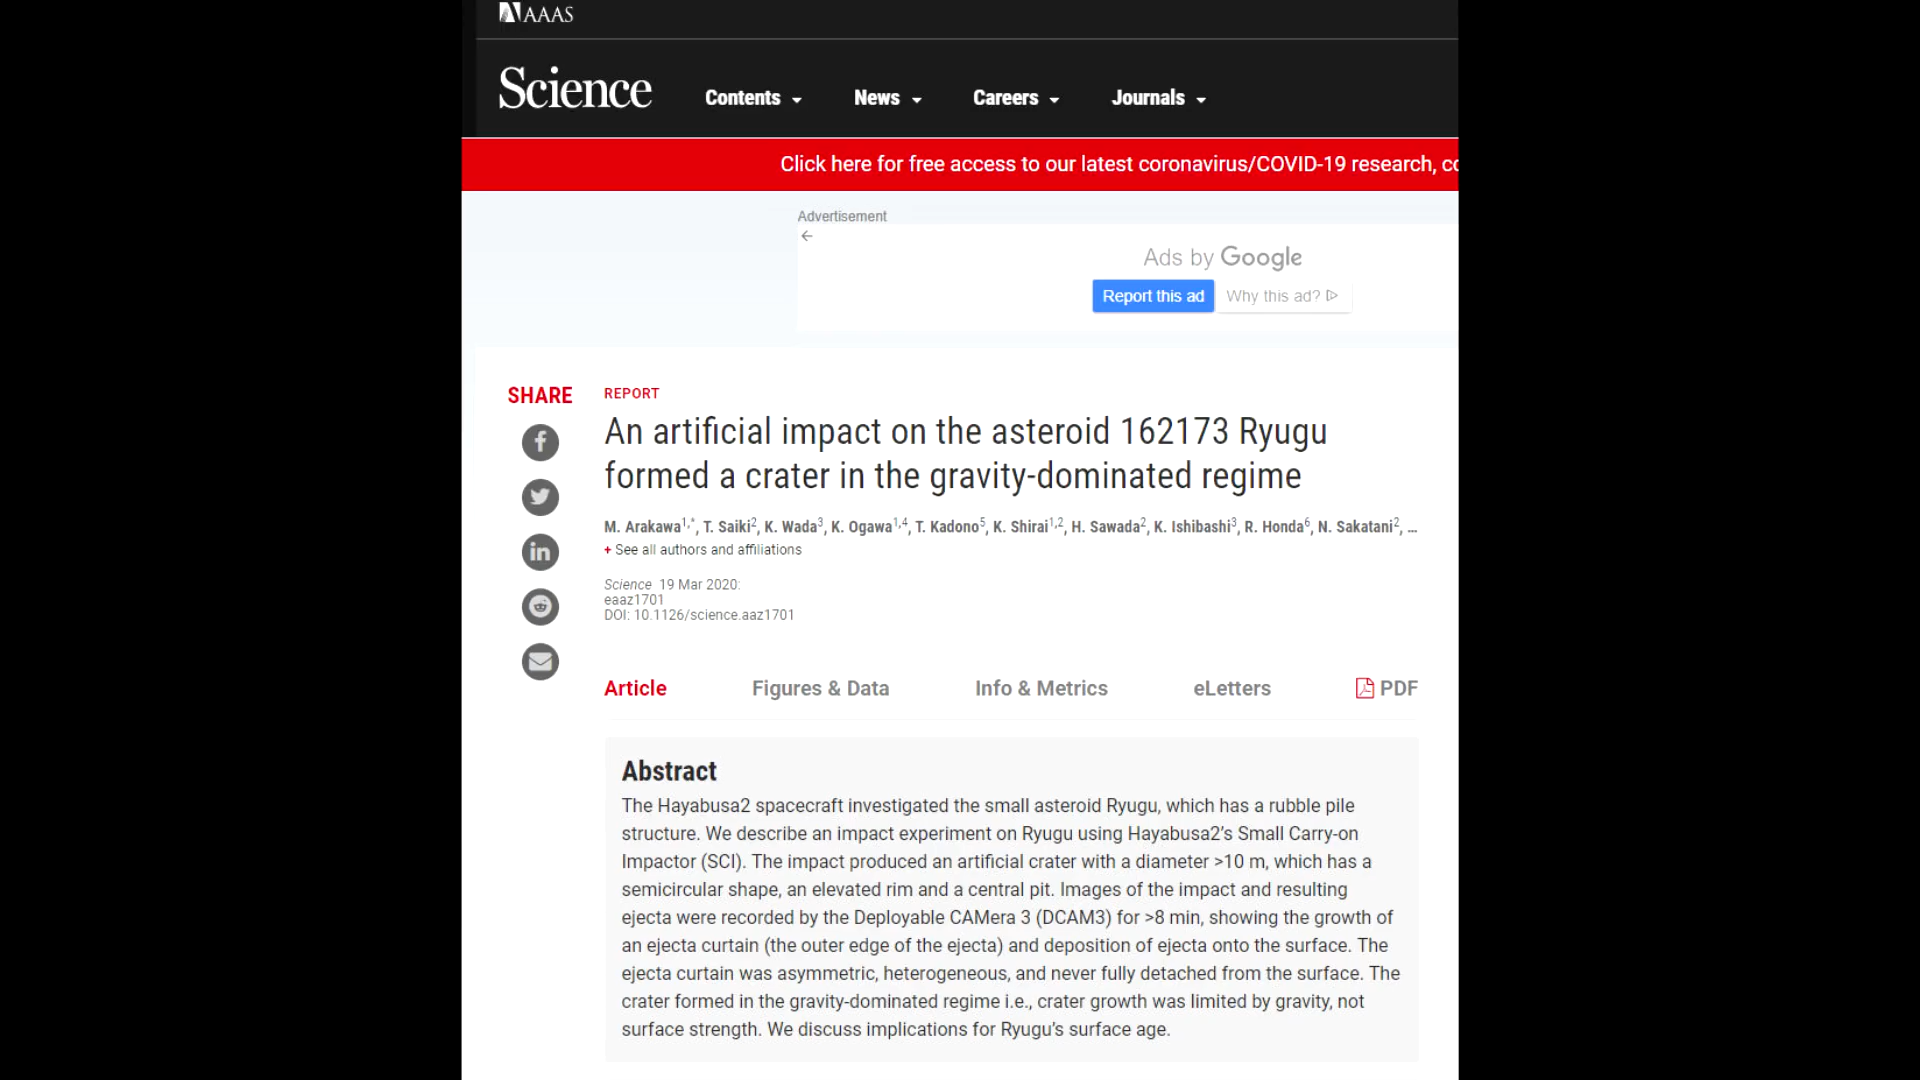 AAAS
Science
Contents
News
Careers
Journals
Click here for free access to our latest coronavirus/COVID-19 research, co
Advertisement
Ads by Google
Report this ad
Why this ad?
SHARE
REPORT
An artificial impact on the asteroid 162173 Ryugu
formed a crater in the gravity-dominated regime
M. Arakawa1,*, T. Saiki2, K. Wada3, K. Ogawa1,4, T. Kadono5, K. Shirai1,2, H. Sawada2, K. Ishibashi3, R. Honda6, N. Sakatani2, ...
+ See all authors and affiliations
Science 19 Mar 2020:
eaaz1701
DOI: 10.1126/science.aaz1701
Article
Figures & Data
Info & Metrics
eLetters
PDF
Abstract
The Hayabusa2 spacecraft investigated the small asteroid Ryugu, which has a rubble pile
structure. We describe an impact experiment on Ryugu using Hayabusa2's Small Carry-on
Impactor (SCI). The impact produced an artificial crater with a diameter >10 m, which has a
semicircular shape, an elevated rim and a central pit. Images of the impact and resulting
ejecta were recorded by the Deployable CAMera 3 (DCAM3) for >8 min, showing the growth of
an ejecta curtain (the outer edge of the ejecta) and deposition of ejecta onto the surface. The
ejecta curtain was asymmetric, heterogeneous, and never fully detached from the surface. The
crater formed in the gravity-dominated regime i.e., crater growth was limited by gravity, not
surface strength. We discuss implications for Ryugu's surface age.